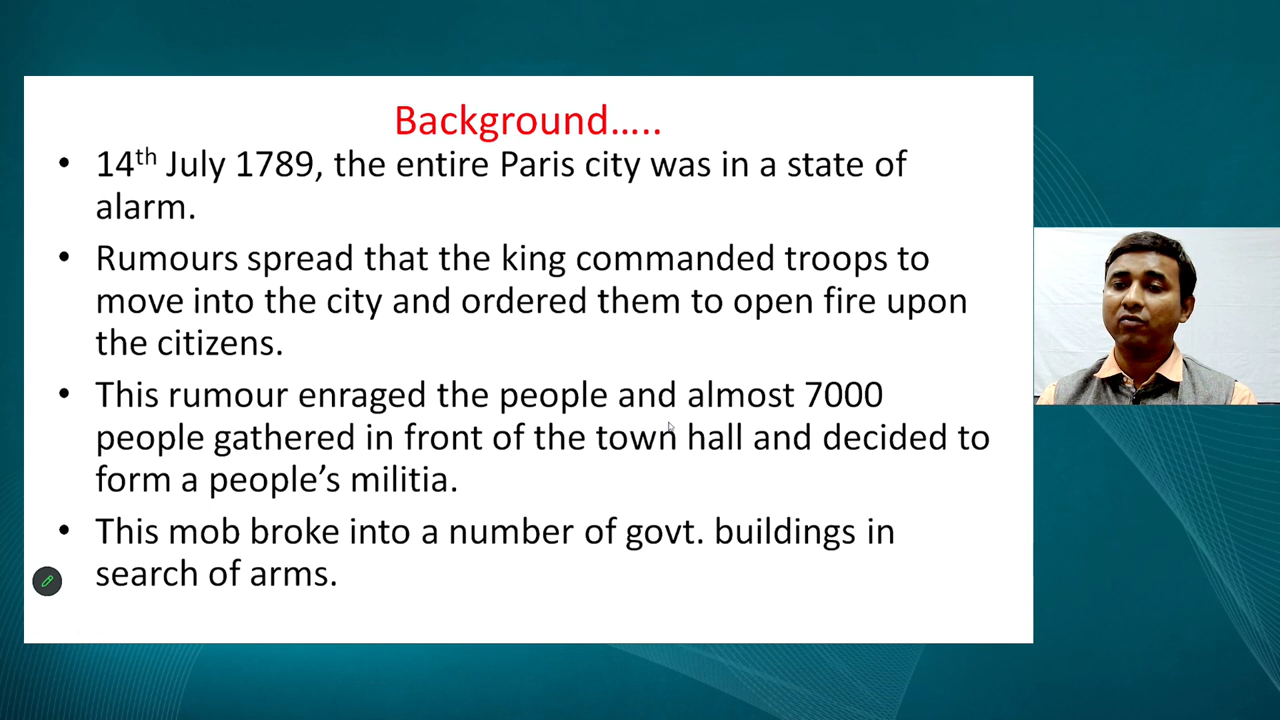 Background.....
• 14th July 1789, the entire Paris city was in a state of
alarm.
• Rumours spread that the king commanded troops to
move into the city and ordered them to open fire upon
the citizens.
• This rumour enraged the people and almost 7000
people gathered in front of the town hall and decided to
form a people’s militia.
• This mob broke into a number of govt. buildings in
search of arms.